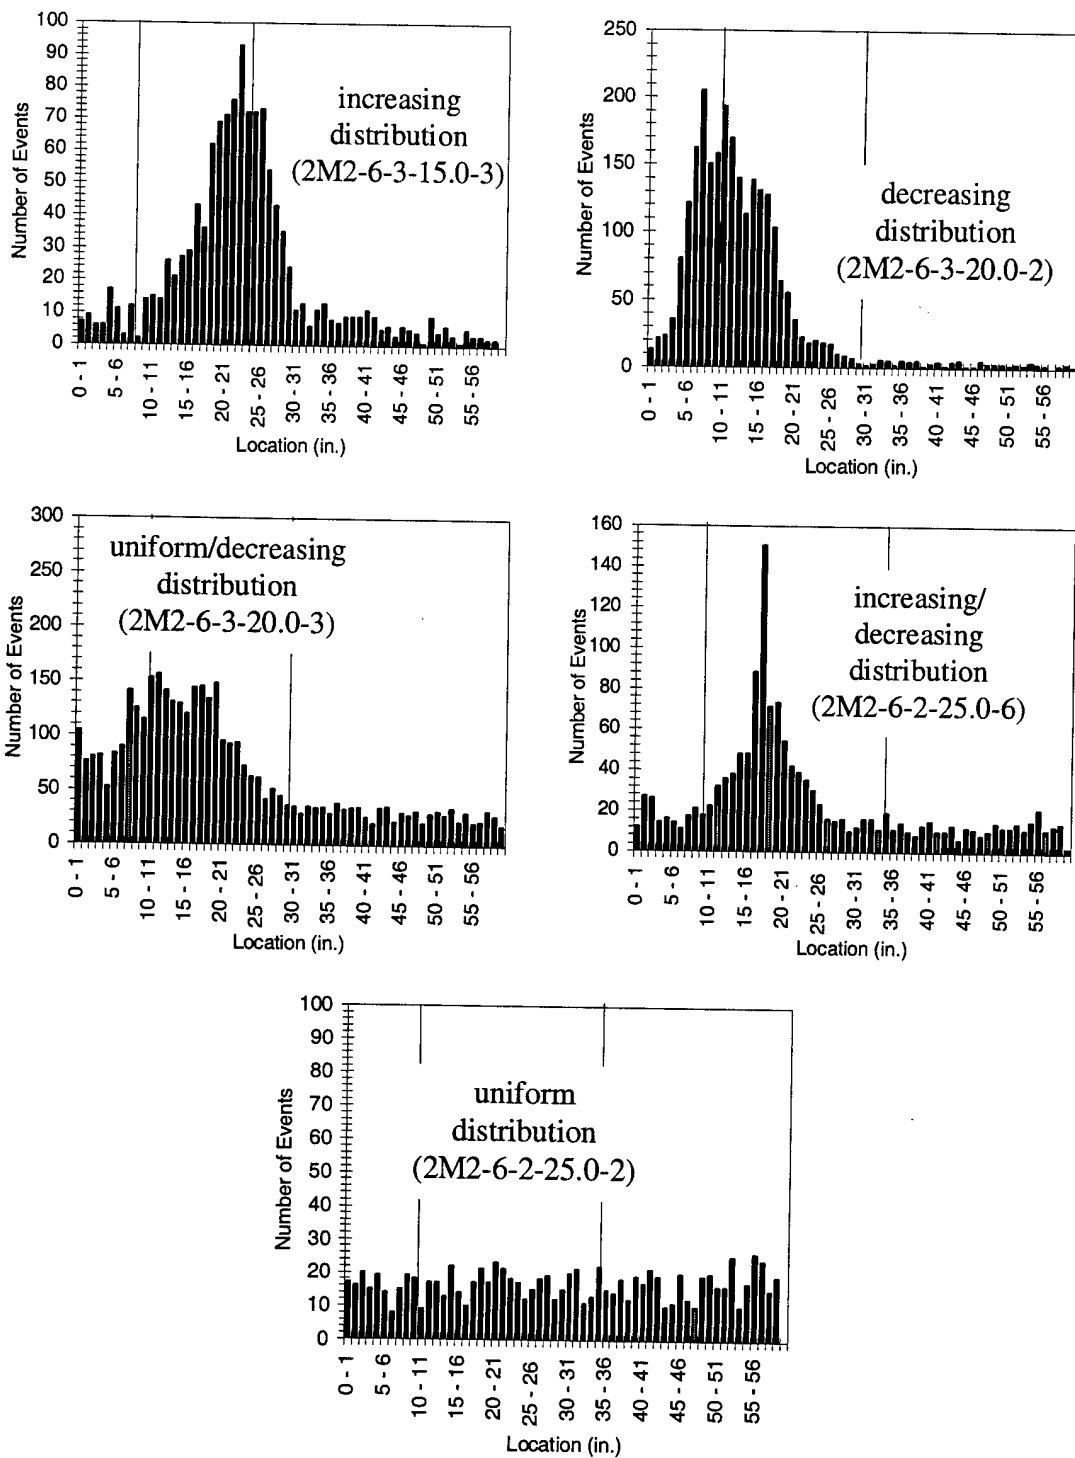 100
90
80
70
60
50
40
30
20
10
0
Number of Events
increasing
distribution
(2M2-6-3-15.0-3)
0 - 1
5 - 6
10 - 11
15 - 16
20 - 21
25 - 26
30 - 31
35 - 36
40 - 41
45 - 46
50 - 51
55 - 56
Location (in.)
250
200
150
100
50
0
Number of Events
decreasing
distribution
(2M2-6-3-20.0-2)
0 - 1
5 - 6
10 - 11
15 - 16
20 - 21
25 - 26
30 - 31
35 - 36
40 - 41
45 - 46
50 - 51
55 - 56
Location (in.)
300
250
200
150
100
50
0
Number of Events
uniform/decreasing
distribution
(2M2-6-3-20.0-3)
0 - 1
5 - 6
10 - 11
15 - 16
20 - 21
25 - 26
30 - 31
35 - 36
40 - 41
45 - 46
50 - 51
55 - 56
Location (in.)
160
140
120
100
80
60
40
20
0
Number of Events
increasing/
decreasing
distribution
(2M2-6-2-25.0-6)
0 - 1
5 - 6
10 - 11
15 - 16
20 - 21
25 - 26
30 - 31
35 - 36
40 - 41
45 - 46
50 - 51
55 - 56
Location (in.)
100
90
80
70
60
50
40
30
20
10
0
Number of Events
uniform
distribution
(2M2-6-2-25.0-2)
0 - 1
5 - 6
10 - 11
15 - 16
20 - 21
25 - 26
30 - 31
35 - 36
40 - 41
45 - 46
50 - 51
55 - 56
Location (in.)